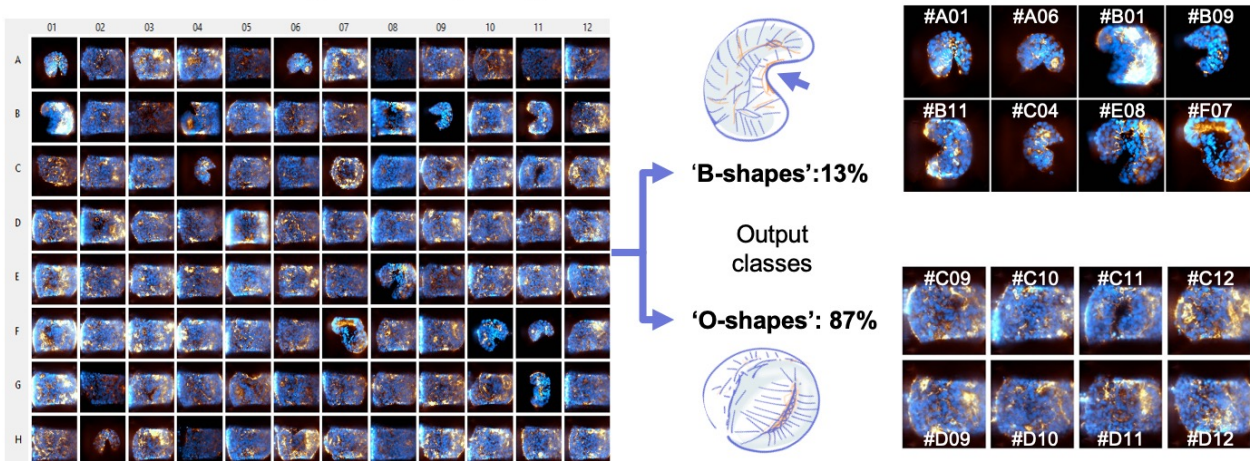 01 02 03 04 05 06 07 08 09 10 11 12
A
B
C
D
E
F
G
H
‘B-shapes’:13%
Output
classes
‘O-shapes’: 87%
#A01 #A06 #B01 #B09
#B11 #C04 #E08 #F07
#C09 #C10 #C11 #C12
#D09 #D10 #D11 #D12